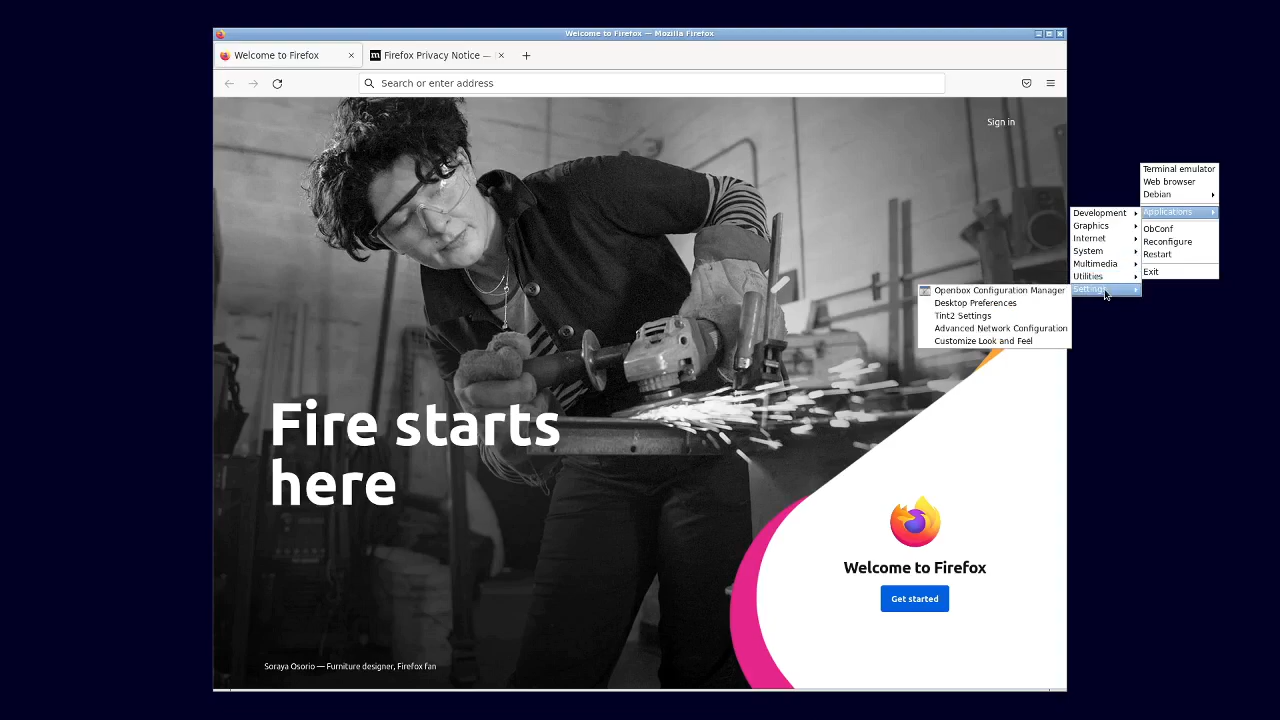 Welcome to Firefox — Mozilla Firefox
Welcome to Firefox
Firefox Privacy Notice —
Search or enter address
Sign in
Fire starts
here
Soraya Osorio — Furniture designer, Firefox fan
Welcome to Firefox
Get started
Terminal emulator
Web browser
Debian
Applications
ObConf
Reconfigure
Restart
Exit
Development
Graphics
Internet
System
Multimedia
Utilities
Settings
Openbox Configuration Manager
Desktop Preferences
Tint2 Settings
Advanced Network Configuration
Customize Look and Feel